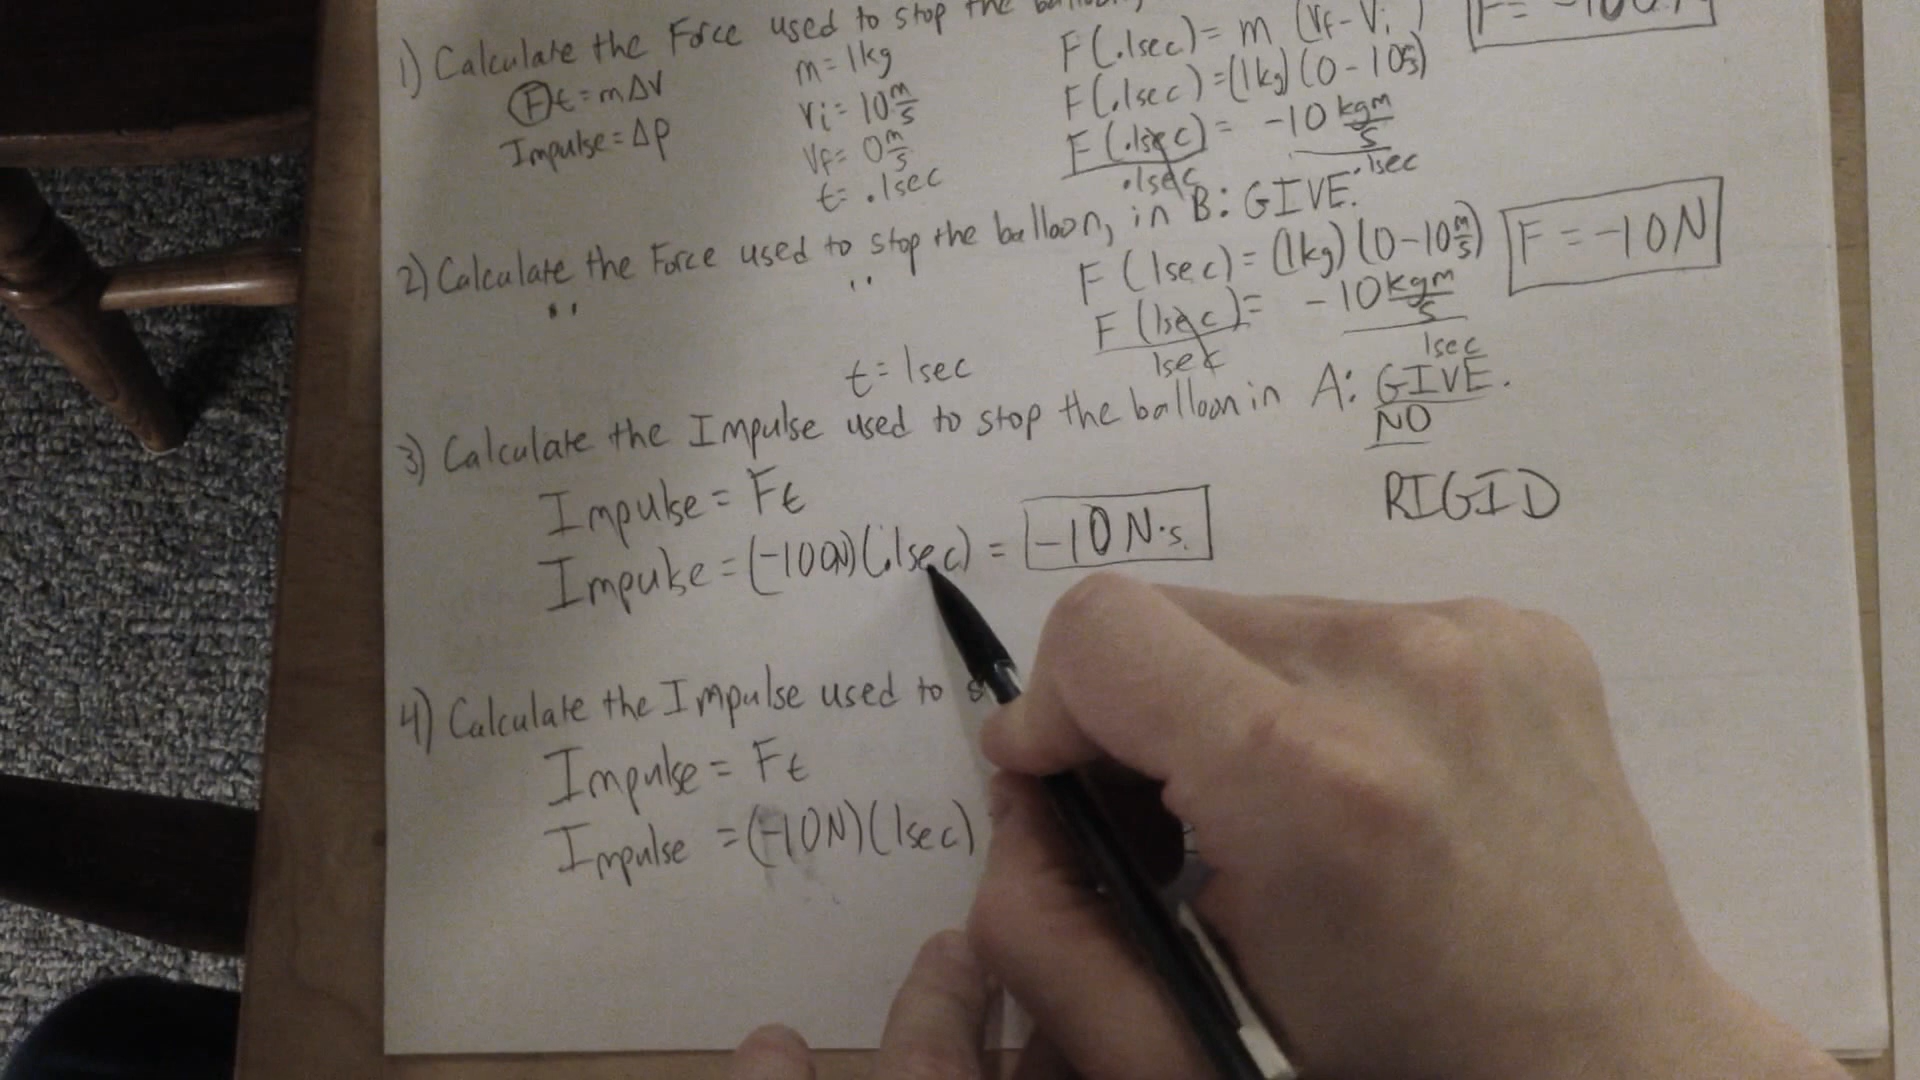 1) Calculate the Force used to stop the
Ft = mΔV
Impulse = Δp
m = 1kg
Vi = 10 m/s
Vf = 0 m/s
t = .1sec
F(.1sec) = m (Vf - Vi)
F(.1sec) = (1kg)(0 - 10 m/s)
F(.1sec) = -10 kgm/s
.1sec .1sec
2) Calculate the Force used to stop the balloon, in B: GIVE.
" "
t = 1sec
F(1sec) = (1kg)(0-10 m/s)
F(1sec) = -10 kgm/s
1sec 1sec
F = -10N
3) Calculate the Impulse used to stop the balloon in A: GIVE.
NO
RIGID
Impulse = Ft
Impulse = (-100N)(.1sec) = -10 N·s.
4) Calculate the Impulse used to
Impulse = Ft
Impulse = (-10N)(1sec)